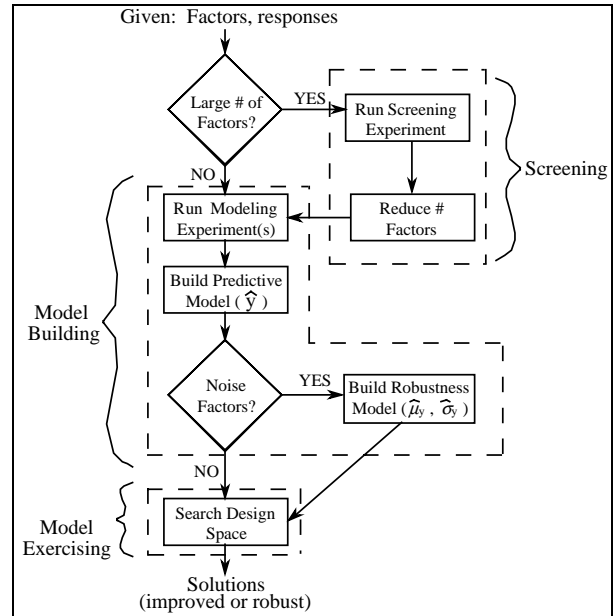 Given: Factors, responses
Large # of
Factors?
YES
Run Screening
Experiment
Screening
NO
Run Modeling
Experiment(s)
Reduce #
Factors
Build Predictive
Model ( ŷ )
Model
Building
Noise
Factors?
YES
Build Robustness
Model ( μ̂y , σ̂y )
NO
Search Design
Space
Model
Exercising
Solutions
(improved or robust)